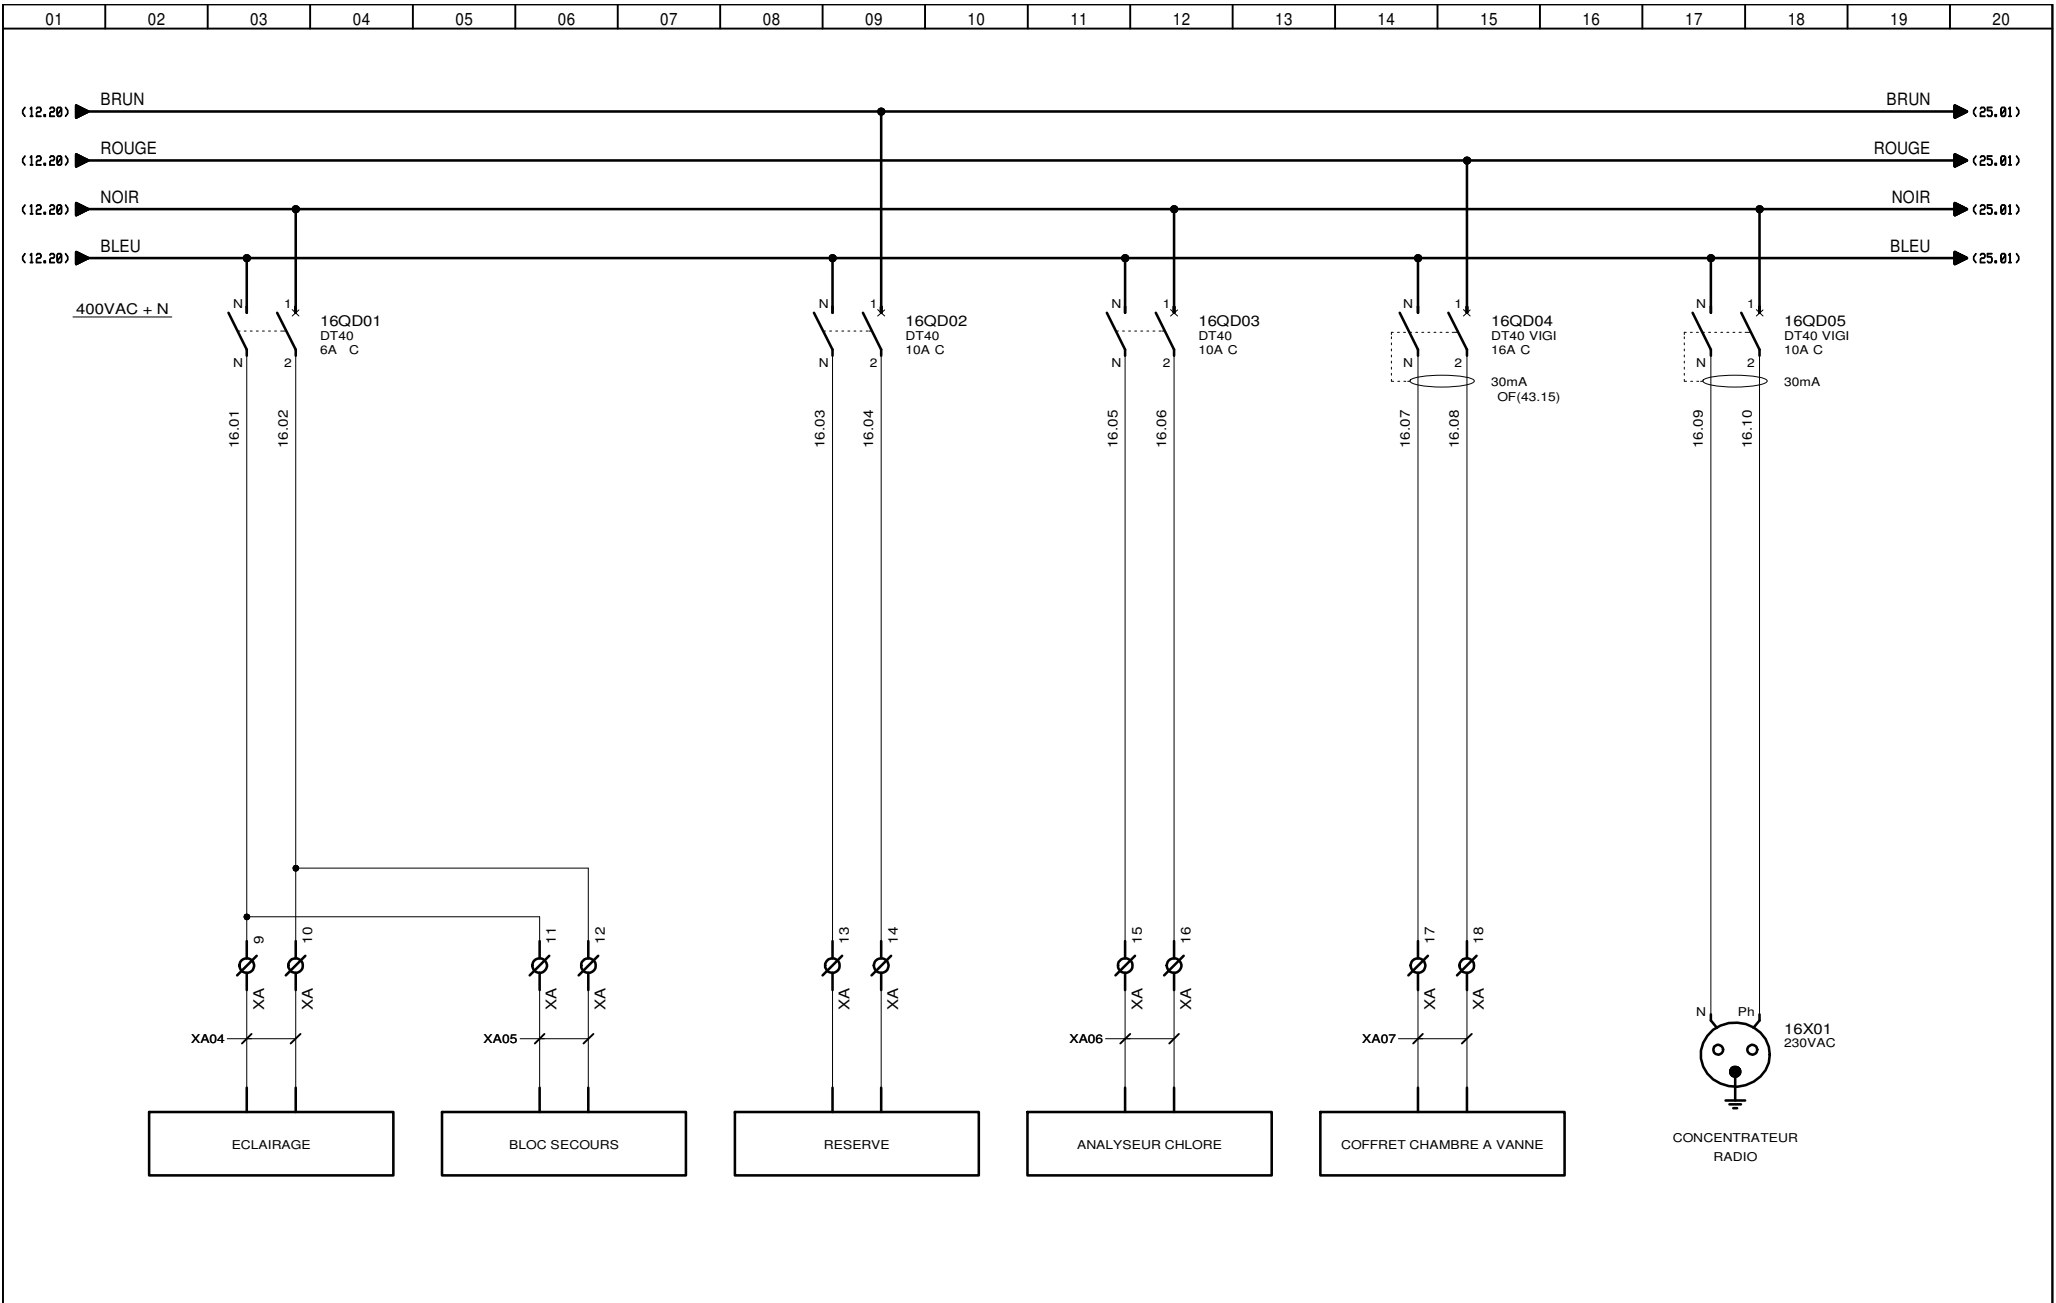 01 02 03 04 05 06 07 08 09 10 11 12 13 14 15 16 17 18 19 20
(12.20) BRUN BRUN (25.01)
(12.20) ROUGE ROUGE (25.01)
(12.20) NOIR NOIR (25.01)
(12.20) BLEU BLEU (25.01)
400VAC + N
N 1 N 1 N 1 N 1 N 1
16QD01
DT40
6A C
16QD02
DT40
10A C
16QD03
DT40
10A C
16QD04
DT40 VIGI
16A C
16QD05
DT40 VIGI
10A C
N 2 N 2 N 2 N 2 N 2
30mA
OF(43.15)
30mA
16.01 16.02 16.03 16.04 16.05 16.06 16.07 16.08 16.09 16.10
9 10 11 12 13 14 15 16 17 18
XA XA XA XA XA XA XA XA XA XA
N Ph
XA04 XA05 XA06 XA07
16X01
230VAC
ECLAIRAGE
BLOC SECOURS
RESERVE
ANALYSEUR CHLORE
COFFRET CHAMBRE A VANNE
CONCENTRATEUR
RADIO